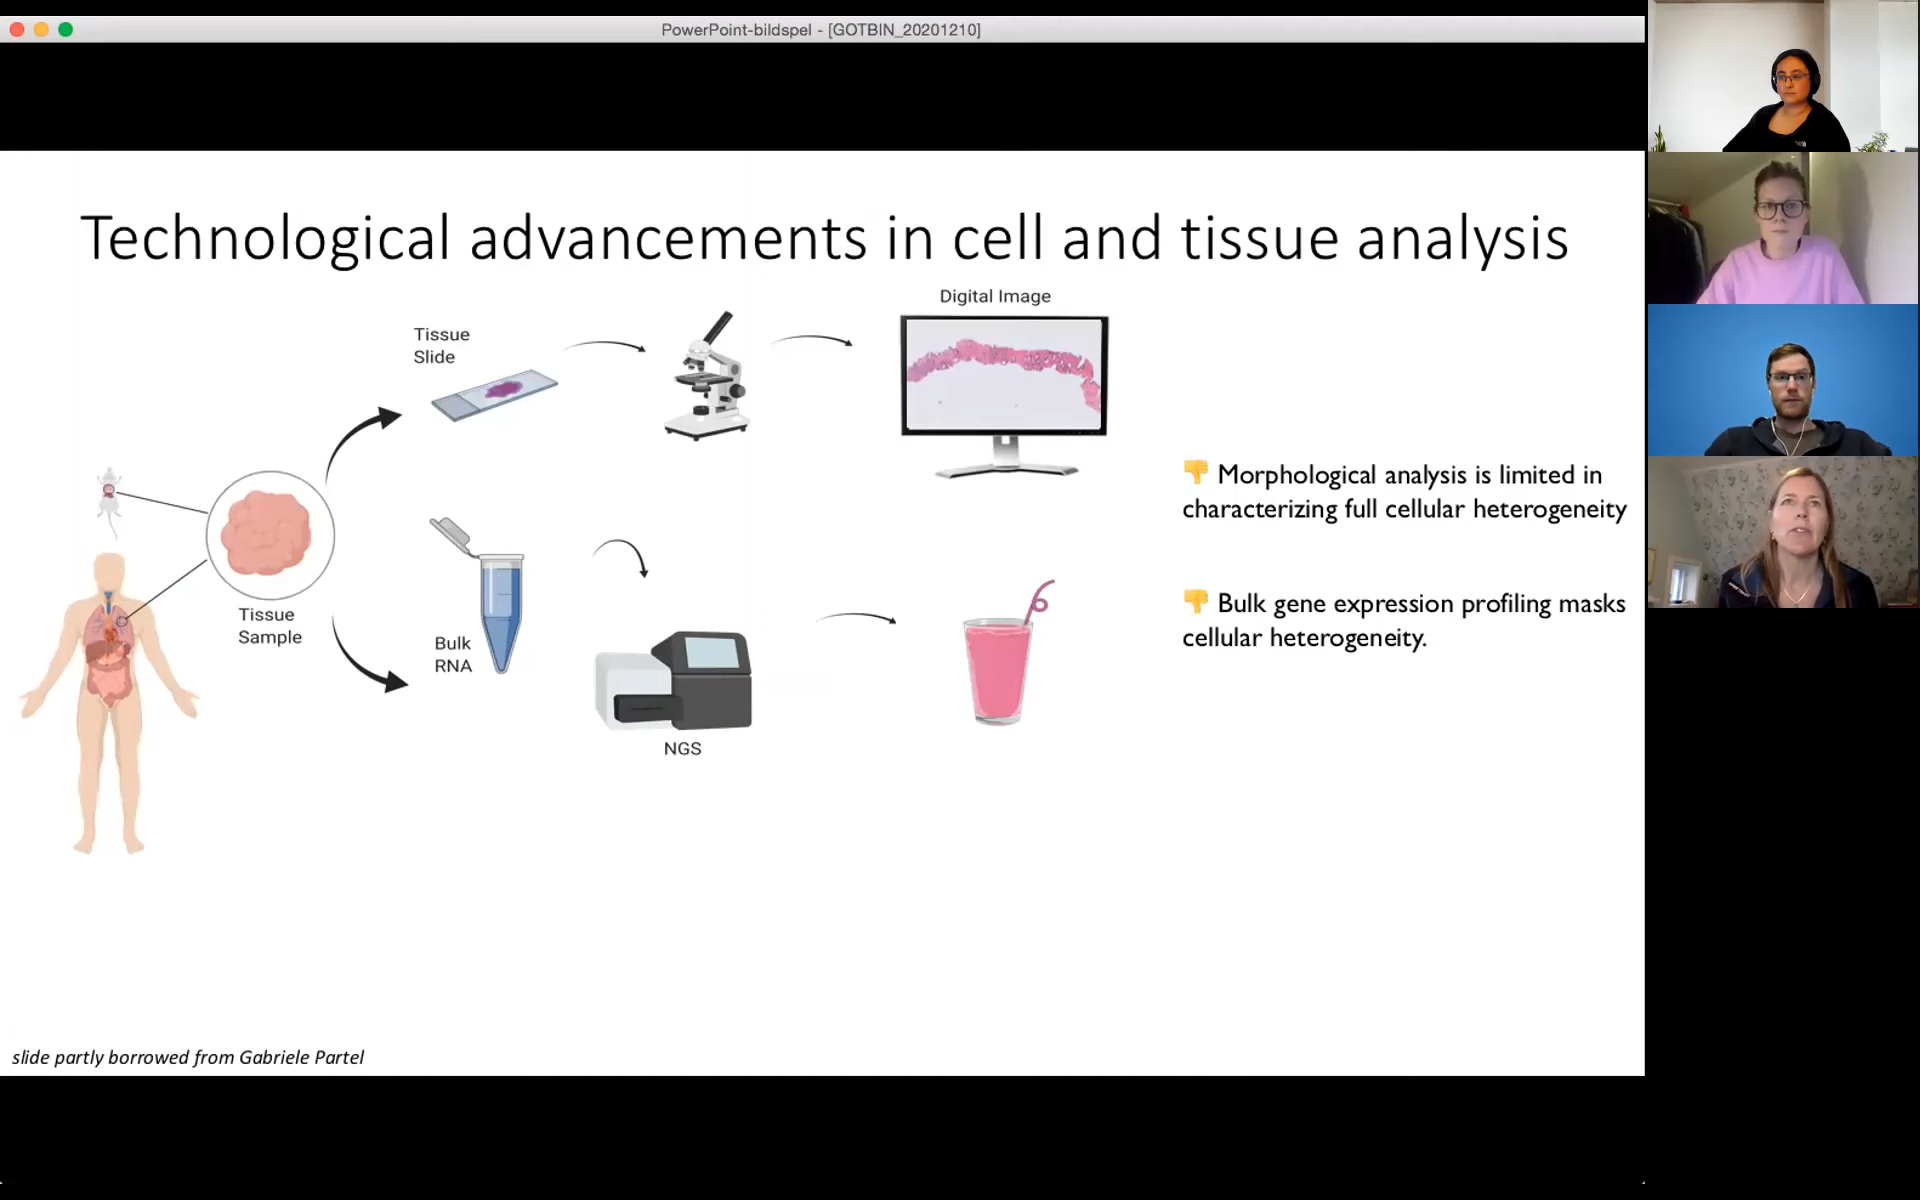 PowerPoint-bildspel - [GOTBIN_20201210]
Technological advancements in cell and tissue analysis
Digital Image
Tissue
Slide
👎 Morphological analysis is limited in
characterizing full cellular heterogeneity
Tissue
Sample
Bulk
RNA
👎 Bulk gene expression profiling masks
cellular heterogeneity.
NGS
slide partly borrowed from Gabriele Partel